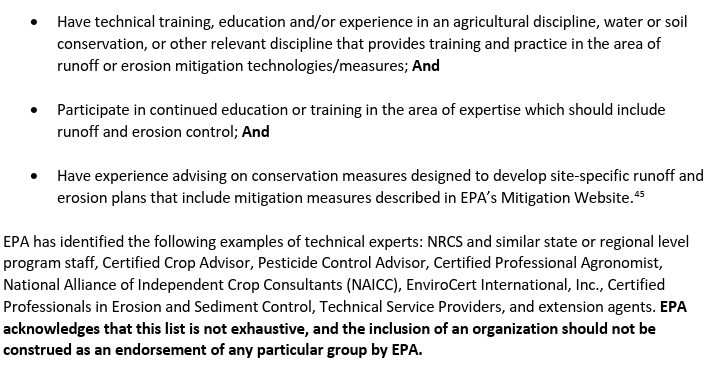 • Have technical training, education and/or experience in an agricultural discipline, water or soil
conservation, or other relevant discipline that provides training and practice in the area of
runoff or erosion mitigation technologies/measures; And
• Participate in continued education or training in the area of expertise which should include
runoff and erosion control; And
• Have experience advising on conservation measures designed to develop site-specific runoff and
erosion plans that include mitigation measures described in EPA’s Mitigation Website.⁴⁵
EPA has identified the following examples of technical experts: NRCS and similar state or regional level
program staff, Certified Crop Advisor, Pesticide Control Advisor, Certified Professional Agronomist,
National Alliance of Independent Crop Consultants (NAICC), EnviroCert International, Inc., Certified
Professionals in Erosion and Sediment Control, Technical Service Providers, and extension agents. EPA
acknowledges that this list is not exhaustive, and the inclusion of an organization should not be
construed as an endorsement of any particular group by EPA.